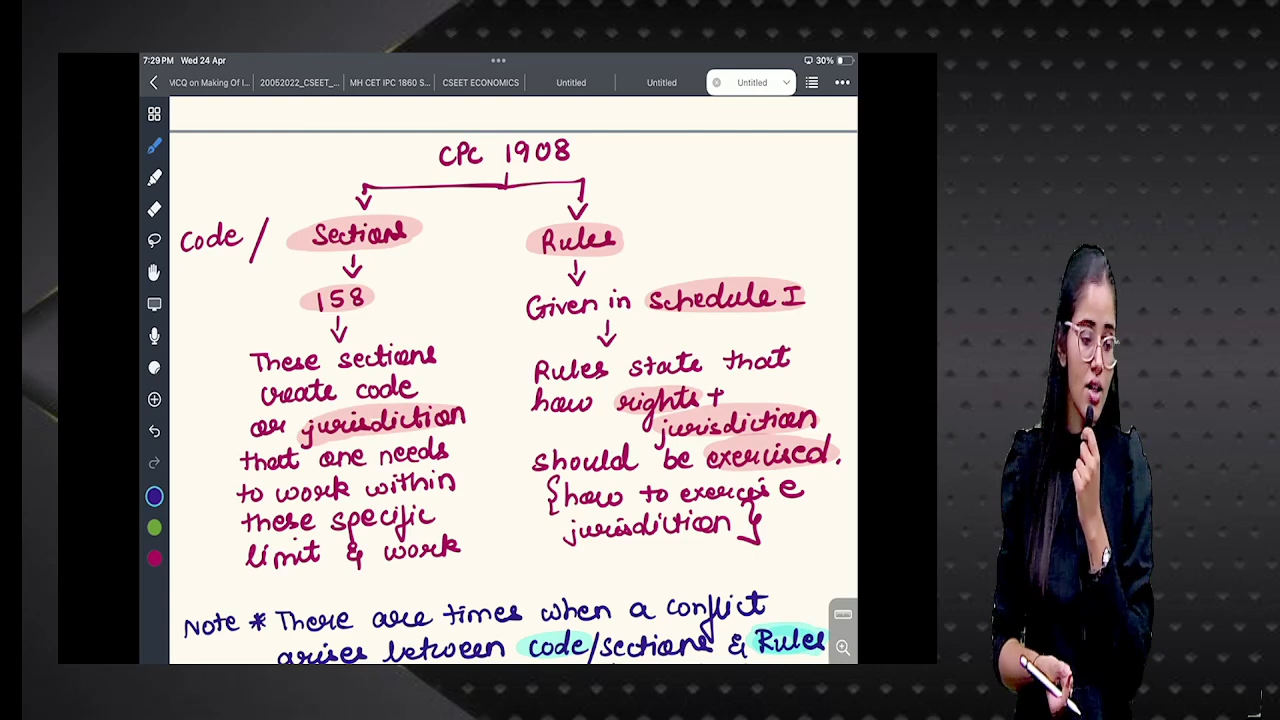 7:29 PM Wed 24 Apr
30%
MCQ on Making Of I... 20052022_CSEET_... MH CET IPC 1860 S... CSEET ECONOMICS Untitled Untitled Untitled
CPC 1908
Code / Sections
Rules
158
Given in schedule I
These sections
create code
or jurisdiction
that one needs
to work within
these specific
limit & work
Rules state that
how rights +
jurisdiction
should be exercised.
{how to exercise
jurisdiction}
Note * There are times when a conflict
arises between code/sections & Rules